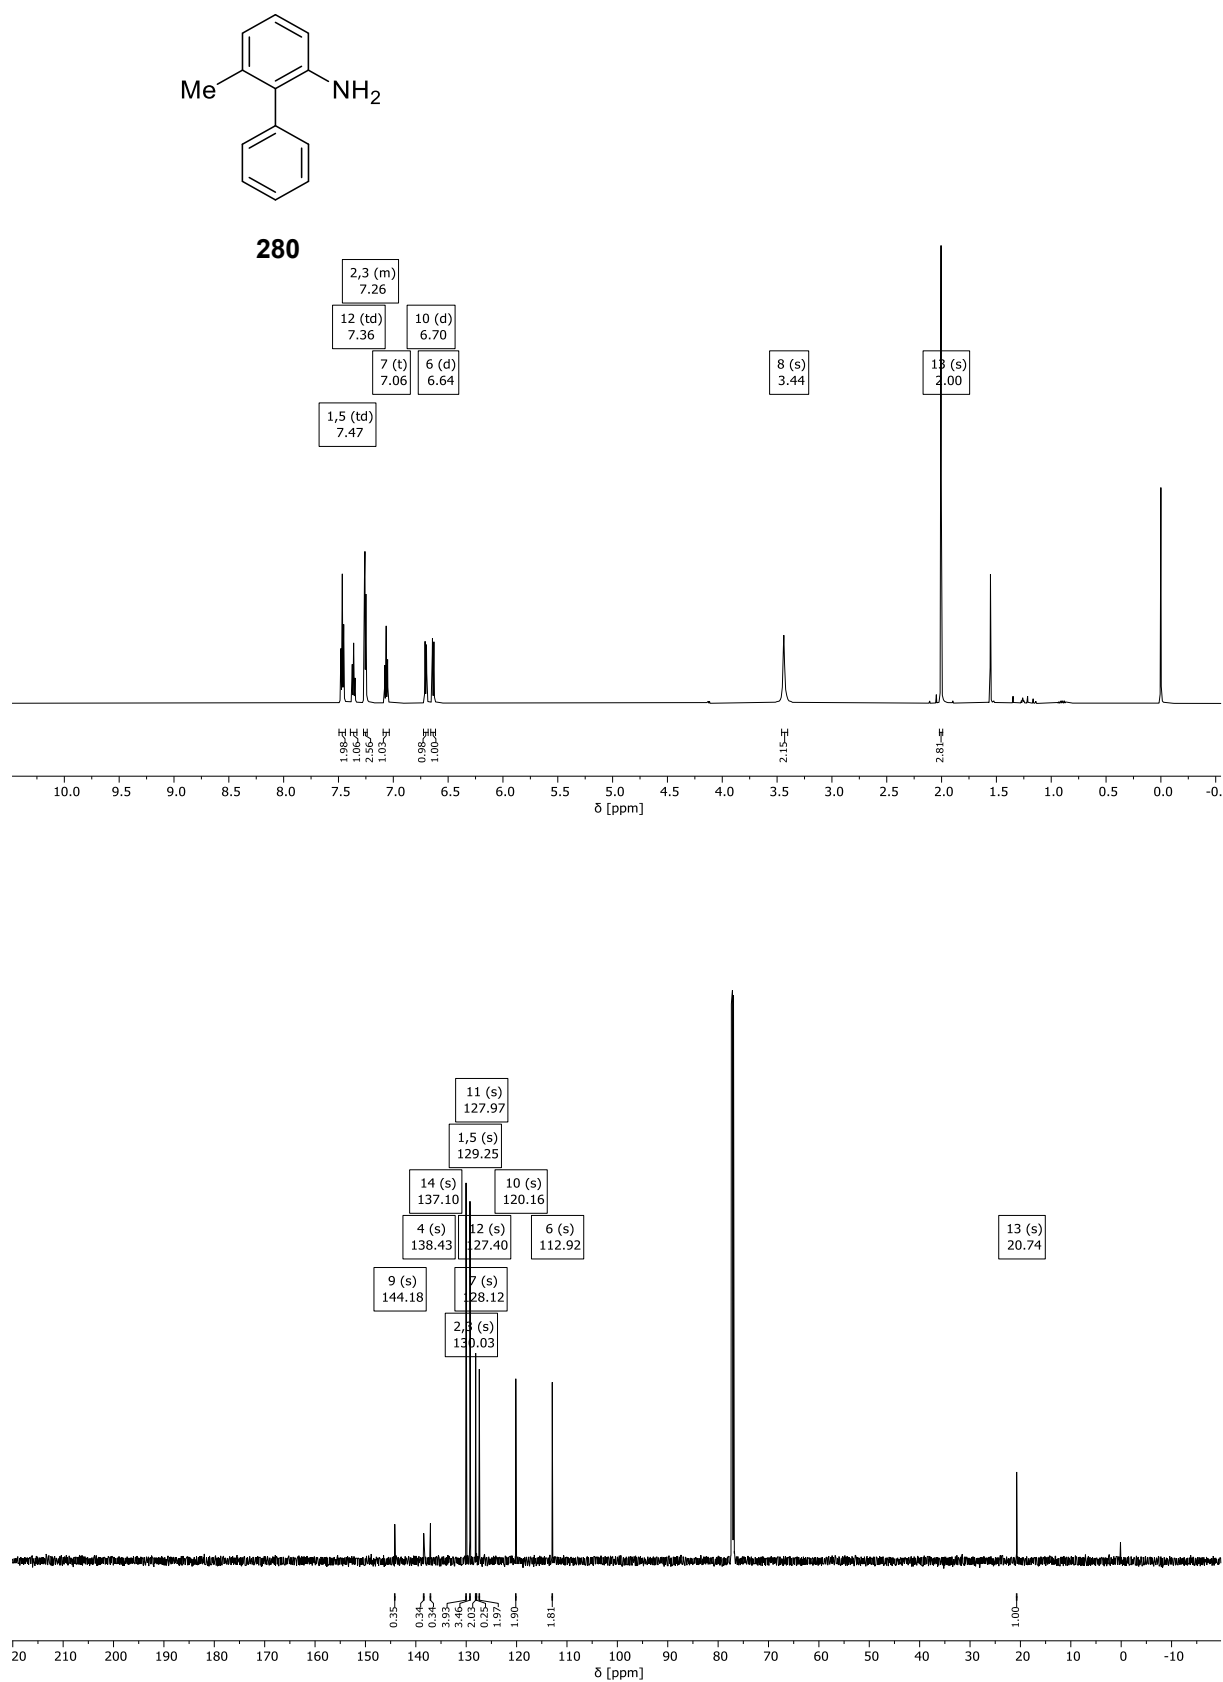 Me
NH2
280
2,3 (m)
7.26
12 (td)
7.36
10 (d)
6.70
7 (t)
7.06
6 (d)
6.64
8 (s)
3.44
13 (s)
2.00
1,5 (td)
7.47
1.98
1.06
2.56
1.03
0.98
1.00
2.15
2.81
10.0 9.5 9.0 8.5 8.0 7.5 7.0 6.5 6.0 5.5 5.0 4.5 4.0 3.5 3.0 2.5 2.0 1.5 1.0 0.5 0.0 -0.
δ [ppm]
11 (s)
127.97
1,5 (s)
129.25
14 (s)
137.10
10 (s)
120.16
4 (s)
138.43
12 (s)
127.40
6 (s)
112.92
13 (s)
20.74
9 (s)
144.18
7 (s)
128.12
2,3 (s)
130.03
0.35
0.34
0.34
3.93
3.46
2.03
0.25
1.97
1.90
1.81
1.00
20 210 200 190 180 170 160 150 140 130 120 110 100 90 80 70 60 50 40 30 20 10 0 -10
δ [ppm]